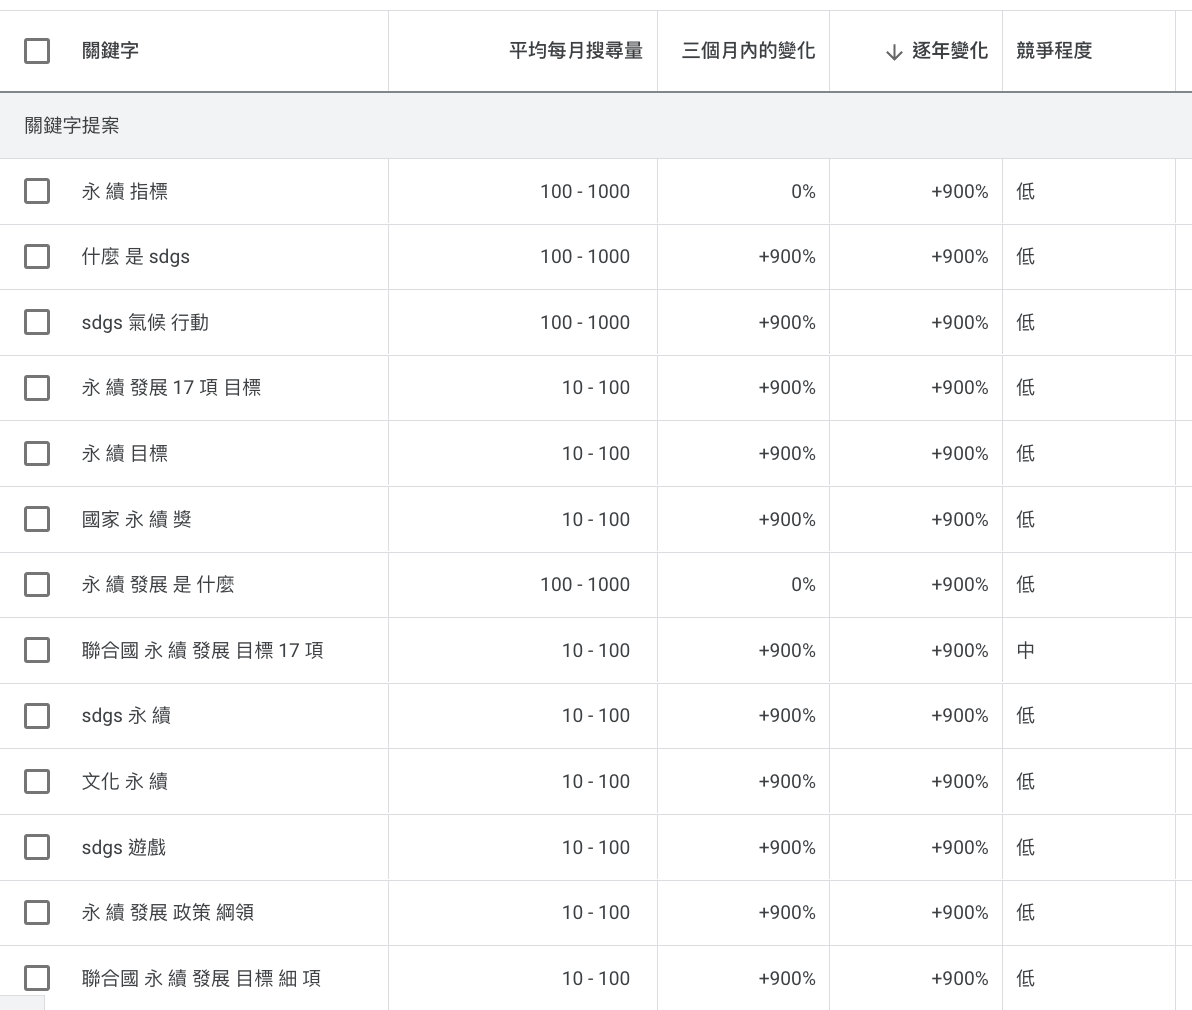 關鍵字 平均每月搜尋量 三個月內的變化 ↓ 逐年變化 競爭程度
關鍵字提案
永 續 指標 100 - 1000 0% +900% 低
什麼 是 sdgs 100 - 1000 +900% +900% 低
sdgs 氣候 行動 100 - 1000 +900% +900% 低
永 續 發展 17 項 目標 10 - 100 +900% +900% 低
永 續 目標 10 - 100 +900% +900% 低
國家 永 續 獎 10 - 100 +900% +900% 低
永 續 發展 是 什麼 100 - 1000 0% +900% 低
聯合國 永 續 發展 目標 17 項 10 - 100 +900% +900% 中
sdgs 永 續 10 - 100 +900% +900% 低
文化 永 續 10 - 100 +900% +900% 低
sdgs 遊戲 10 - 100 +900% +900% 低
永 續 發展 政策 綱領 10 - 100 +900% +900% 低
聯合國 永 續 發展 目標 細 項 10 - 100 +900% +900% 低